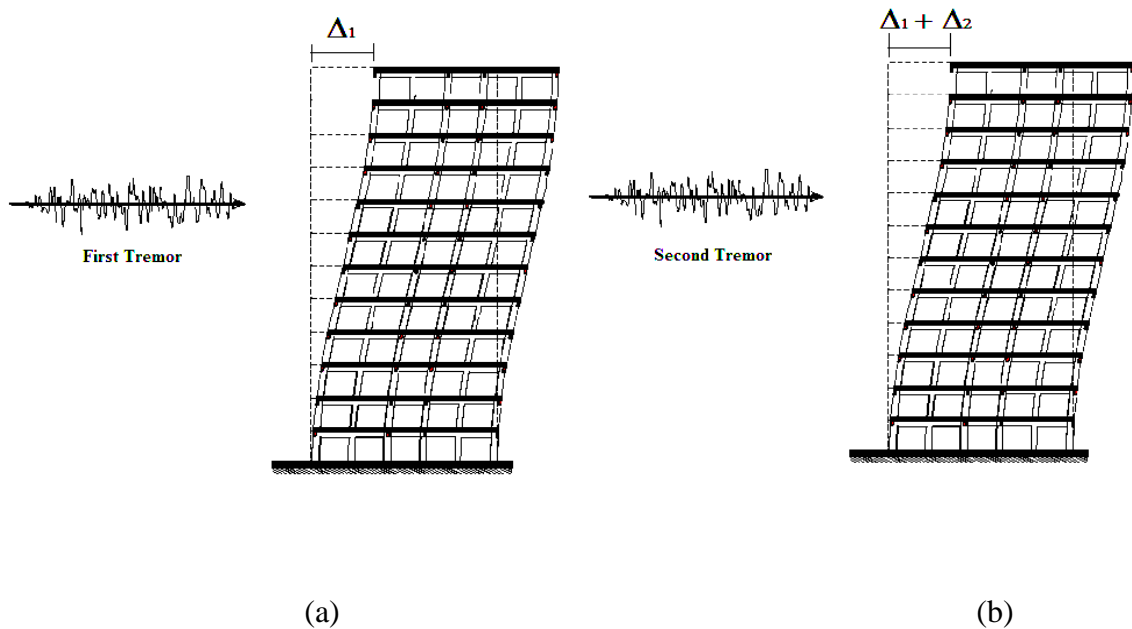 Δ₁
Δ₁ + Δ₂
First Tremor
Second Tremor
(a)
(b)